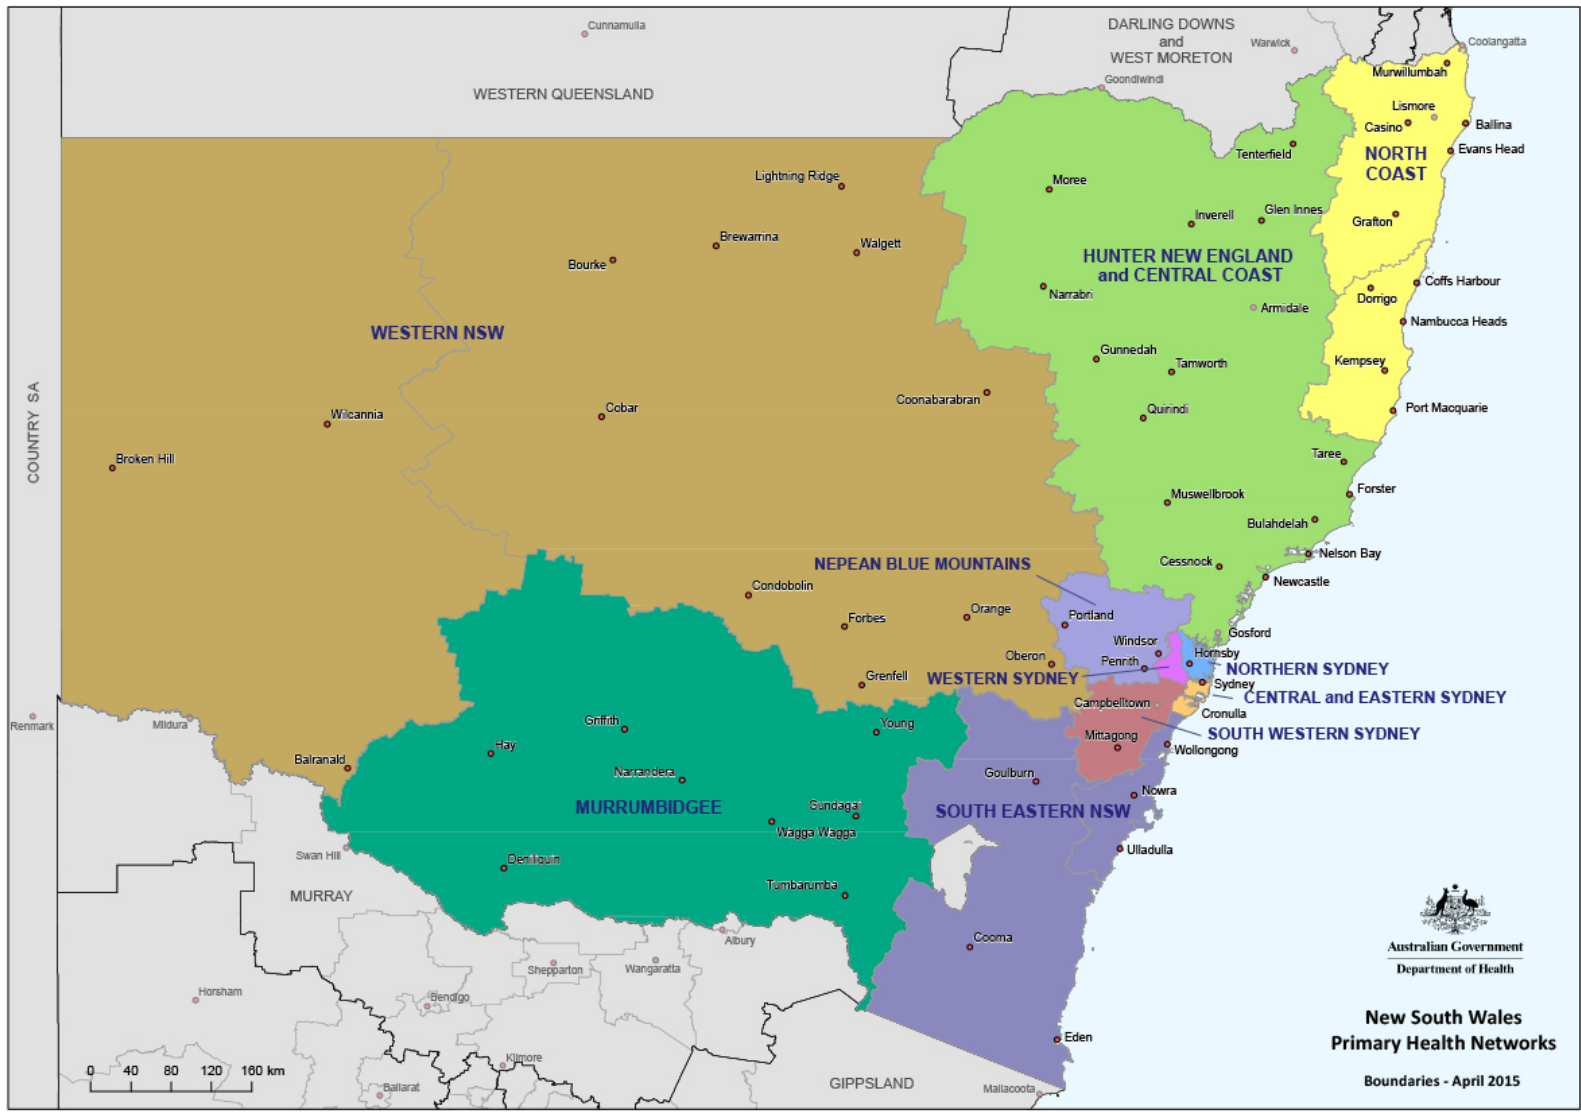 Cunnamulla
DARLING DOWNS
and
WEST MORETON
Warwick
Coolangatta
Goondiwindi
WESTERN QUEENSLAND
Murwillumbah
Lismore
Casino
Ballina
Evans Head
Tenterfield
NORTH
COAST
Lightning Ridge
Moree
Inverell
Glen Innes
Grafton
Brewarrina
Walgett
Bourke
HUNTER NEW ENGLAND
and CENTRAL COAST
Coffs Harbour
Dorrigo
Narrabri
Armidale
Nambucca Heads
WESTERN NSW
Gunnedah
Tamworth
Kempsey
Coonabarabran
Cobar
Quirindi
Port Macquarie
Wilcannia
COUNTRY SA
Broken Hill
Taree
Forster
Muswellbrook
Bulahdelah
Nelson Bay
NEPEAN BLUE MOUNTAINS
Cessnock
Newcastle
Condobolin
Orange
Forbes
Portland
Gosford
Windsor
Hornsby
Oberon
Penrith
NORTHERN SYDNEY
Grenfell
WESTERN SYDNEY
Sydney
CENTRAL and EASTERN SYDNEY
Campbelltown
Cronulla
Renmark
Mildura
Griffith
Young
SOUTH WESTERN SYDNEY
Mittagong
Wollongong
Hay
Balranald
Narrandera
Goulburn
Nowra
MURRUMBIDGEE
Gundagai
SOUTH EASTERN NSW
Wagga Wagga
Swan Hill
Deniliquin
Ulladulla
Tumbarumba
MURRAY
Albury
Cooma
Australian Government
Department of Health
Shepparton
Wangaratta
Horsham
Bendigo
New South Wales
Primary Health Networks
Eden
Kilmore
0 40 80 120 160 km
Ballarat
GIPPSLAND
Mallacoota
Boundaries - April 2015